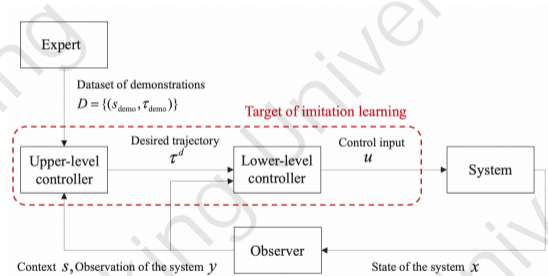 Expert
Dataset of demonstrations
D = {(s_demo, τ_demo)}
Target of imitation learning
Upper-level
controller
Desired trajectory
τ^d
Lower-level
controller
Control input
u
System
Observer
Context s, Observation of the system y
State of the system x